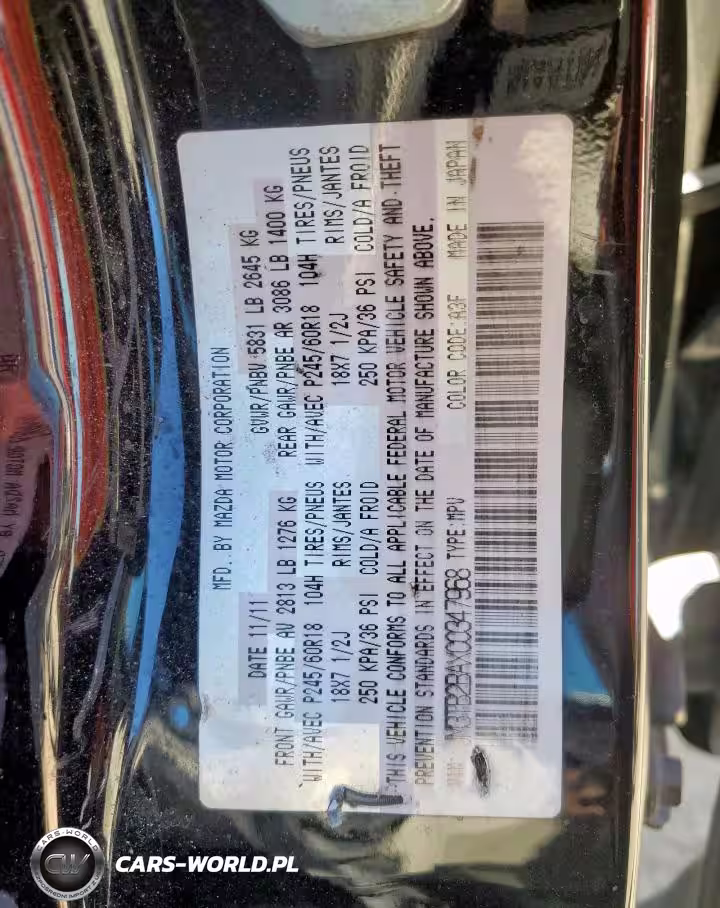 MFD. BY MAZDA MOTOR CORPORATION
DATE 11/11 GVWR/PNBV 5831 LB 2645 KG
FRONT GAWR/PNBE AV 2813 LB 1276 KG REAR GAWR/PNBE AR 3086 LB 1400 KG
WITH/AVEC P245/60R18 104H TIRES/PNEUS WITH/AVEC P245/60R18 104H TIRES/PNEUS
18X7 1/2J RIMS/JANTES. 18X7 1/2J RIMS/JANTES
250 KPA/36 PSI COLD/A FROID 250 KPA/36 PSI COLD/A FROID
THIS VEHICLE CONFORMS TO ALL APPLICABLE FEDERAL MOTOR VEHICLE SAFETY AND THEFT
PREVENTION STANDARDS IN EFFECT ON THE DATE OF MANUFACTURE SHOWN ABOVE.
VIN: JM3TB2BAXC0347968 TYPE:MPV COLOR CODE:A3F MADE IN JAPAN
CARS-WORLD
CW
CARS-WORLD.PL